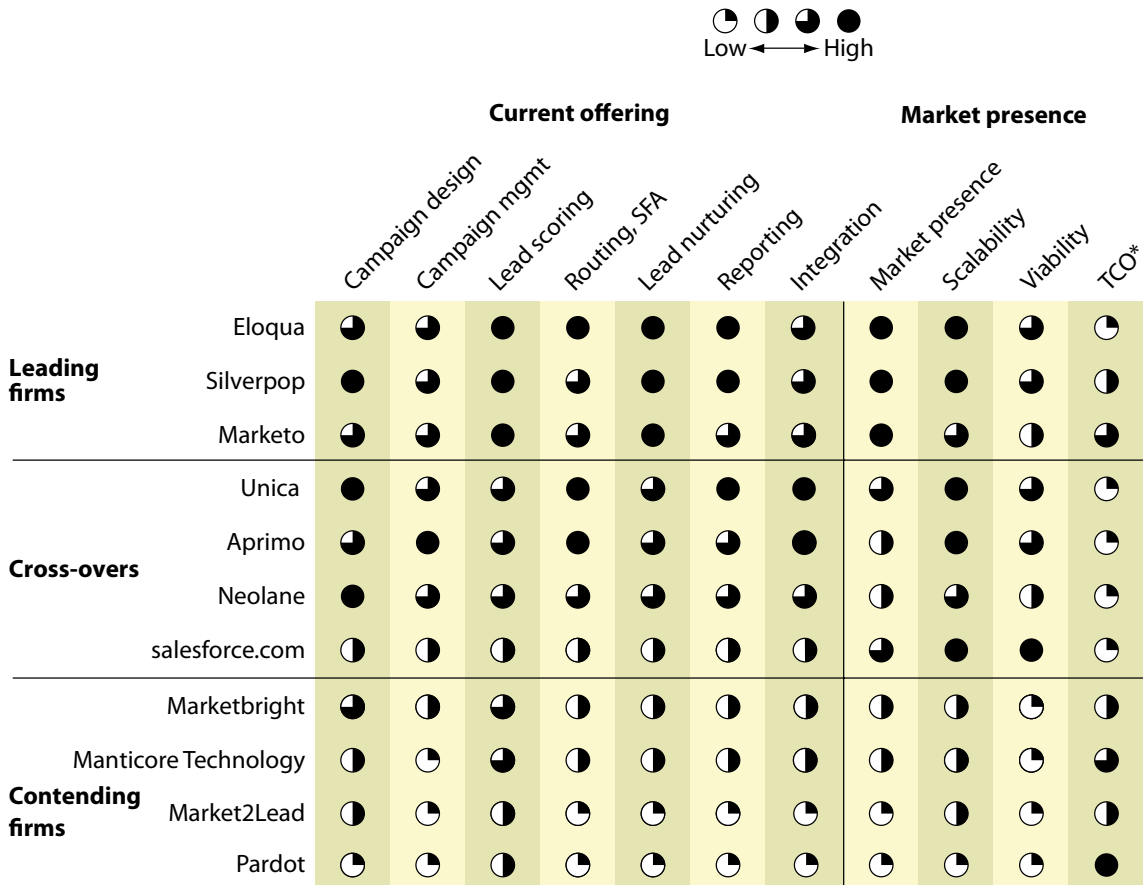 Low High
Current offering Market presence
Campaign design
Campaign mgmt
Lead scoring
Routing, SFA
Lead nurturing
Reporting
Integration
Market presence
Scalability
Viability
TCO*
Leading
firms
Eloqua
Silverpop
Marketo
Cross-overs
Unica
Aprimo
Neolane
salesforce.com
Contending
firms
Marketbright
Manticore Technology
Market2Lead
Pardot